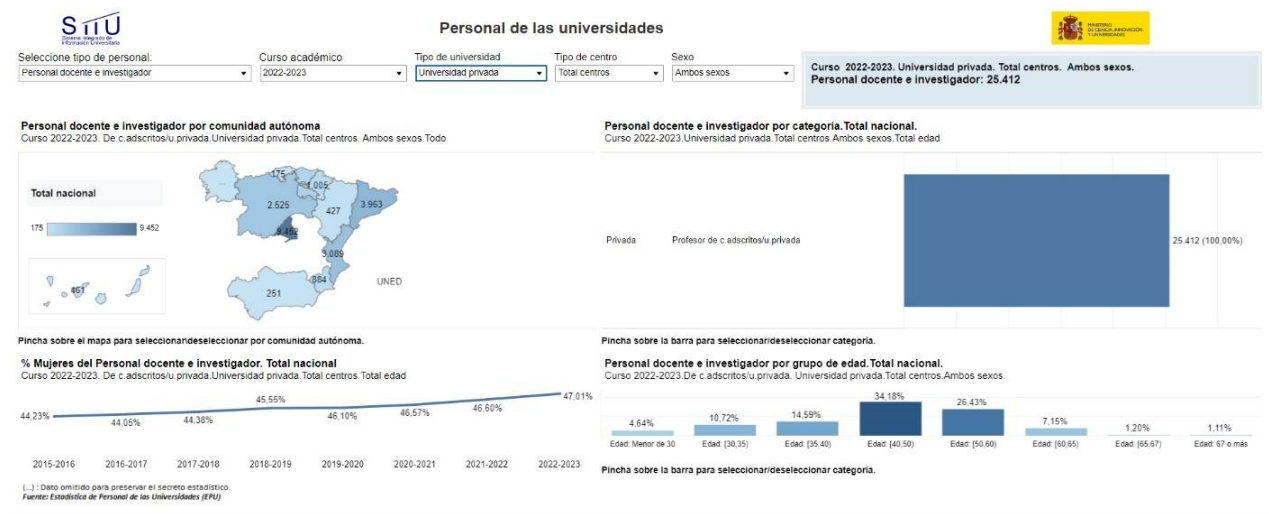 SIIU
Sistema Integrado de
Información Universitaria
Personal de las universidades
MINISTERIO
DE CIENCIA, INNOVACIÓN
Y UNIVERSIDADES
Seleccione tipo de personal:
Personal docente e investigador
Curso académico
2022-2023
Tipo de universidad
Universidad privada
Tipo de centro
Total centros
Sexo
Ambos sexos
Curso 2022-2023. Universidad privada. Total centros. Ambos sexos.
Personal docente e investigador: 25.412
Personal docente e investigador por comunidad autónoma
Curso 2022-2023. De c.adscritos/u.privada.Universidad privada.Total centros. Ambos sexos.Todo
Total nacional
175 9.452
175
1.005
2.525
427
3.963
9.452
3.089
884
251
461
UNED
Pincha sobre el mapa para seleccionar/deseleccionar por comunidad autónoma.
Personal docente e investigador por categoría.Total nacional.
Curso 2022-2023.Universidad privada.Total centros.Ambos sexos.Total edad
Privada Profesor de c.adscritos/u.privada 25.412 (100,00%)
Pincha sobre la barra para seleccionar/deseleccionar categoría.
% Mujeres del Personal docente e investigador. Total nacional
Curso 2022-2023. De c.adscritos/u.privada.Universidad privada.Total centros.Total edad
44,23% 44,05% 44,38% 45,55% 46,10% 46,57% 46,60% 47,01%
2015-2016 2016-2017 2017-2018 2018-2019 2019-2020 2020-2021 2021-2022 2022-2023
(...) : Dato omitido para preservar el secreto estadístico.
Fuente: Estadística de Personal de las Universidades (EPU)
Personal docente e investigador por grupo de edad.Total nacional.
Curso 2022-2023.De c.adscritos/u.privada. Universidad privada.Total centros.Ambos sexos.
4,64% 10,72% 14,59% 34,18% 26,43% 7,15% 1,20% 1,11%
Edad: Menor de 30 Edad: [30,35) Edad: [35,40) Edad: [40,50) Edad: [50,60) Edad: [60,65) Edad: [65,67) Edad: 67 o más
Pincha sobre la barra para seleccionar/deseleccionar categoría.